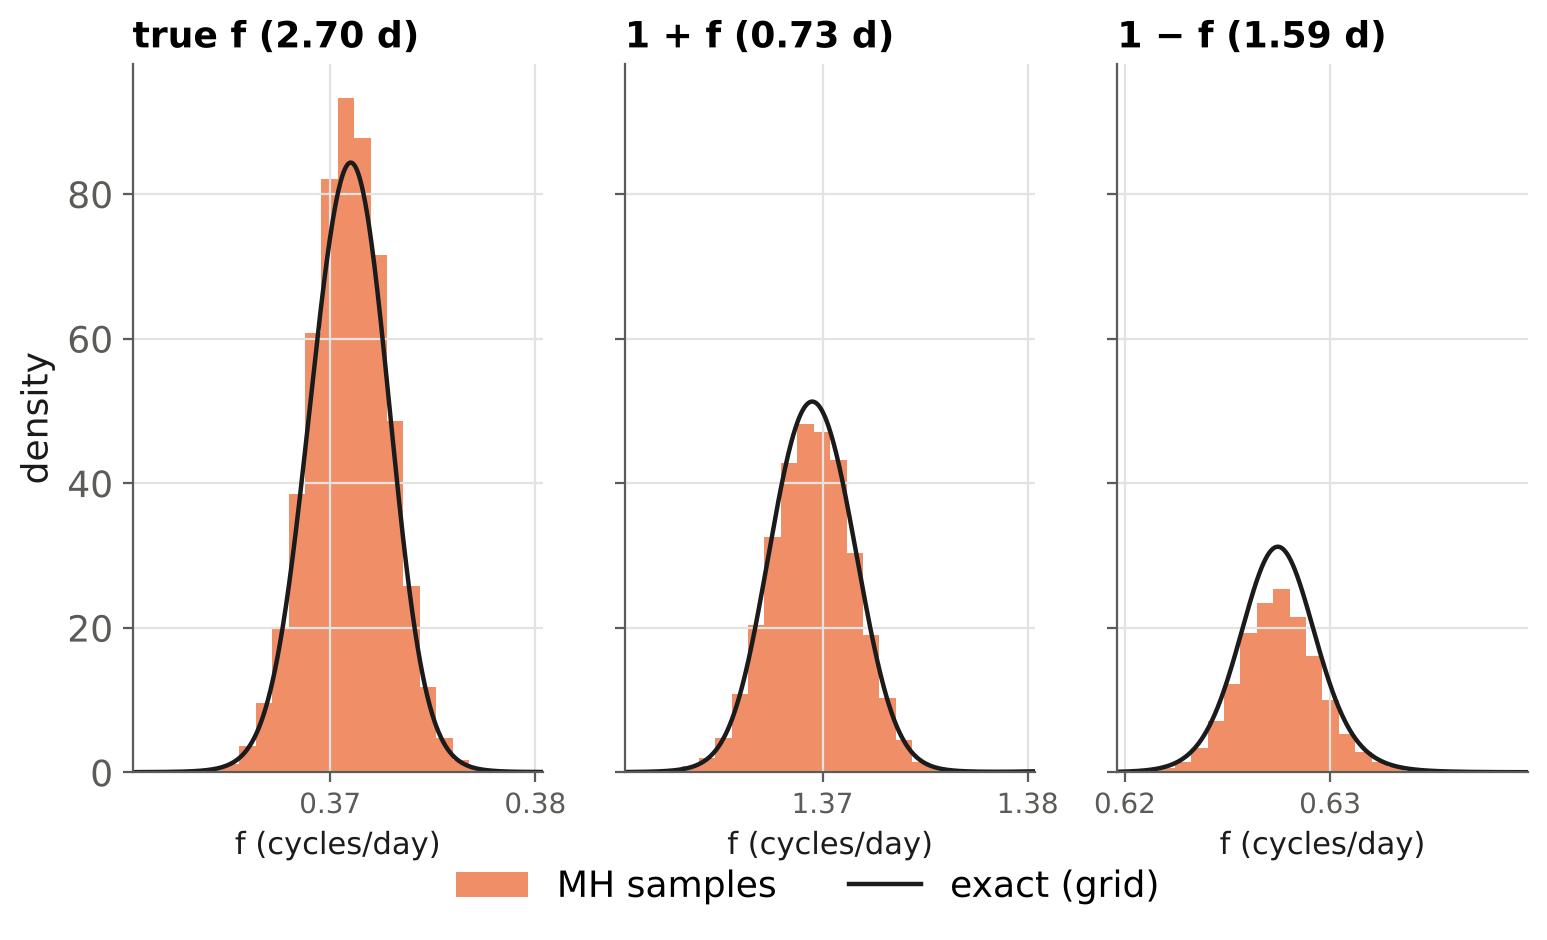 true f (2.70 d)
1 + f (0.73 d)
1 − f (1.59 d)
density
80
60
40
20
0
0.37
0.38
1.37
1.38
0.62
0.63
f (cycles/day)
f (cycles/day)
f (cycles/day)
MH samples
exact (grid)